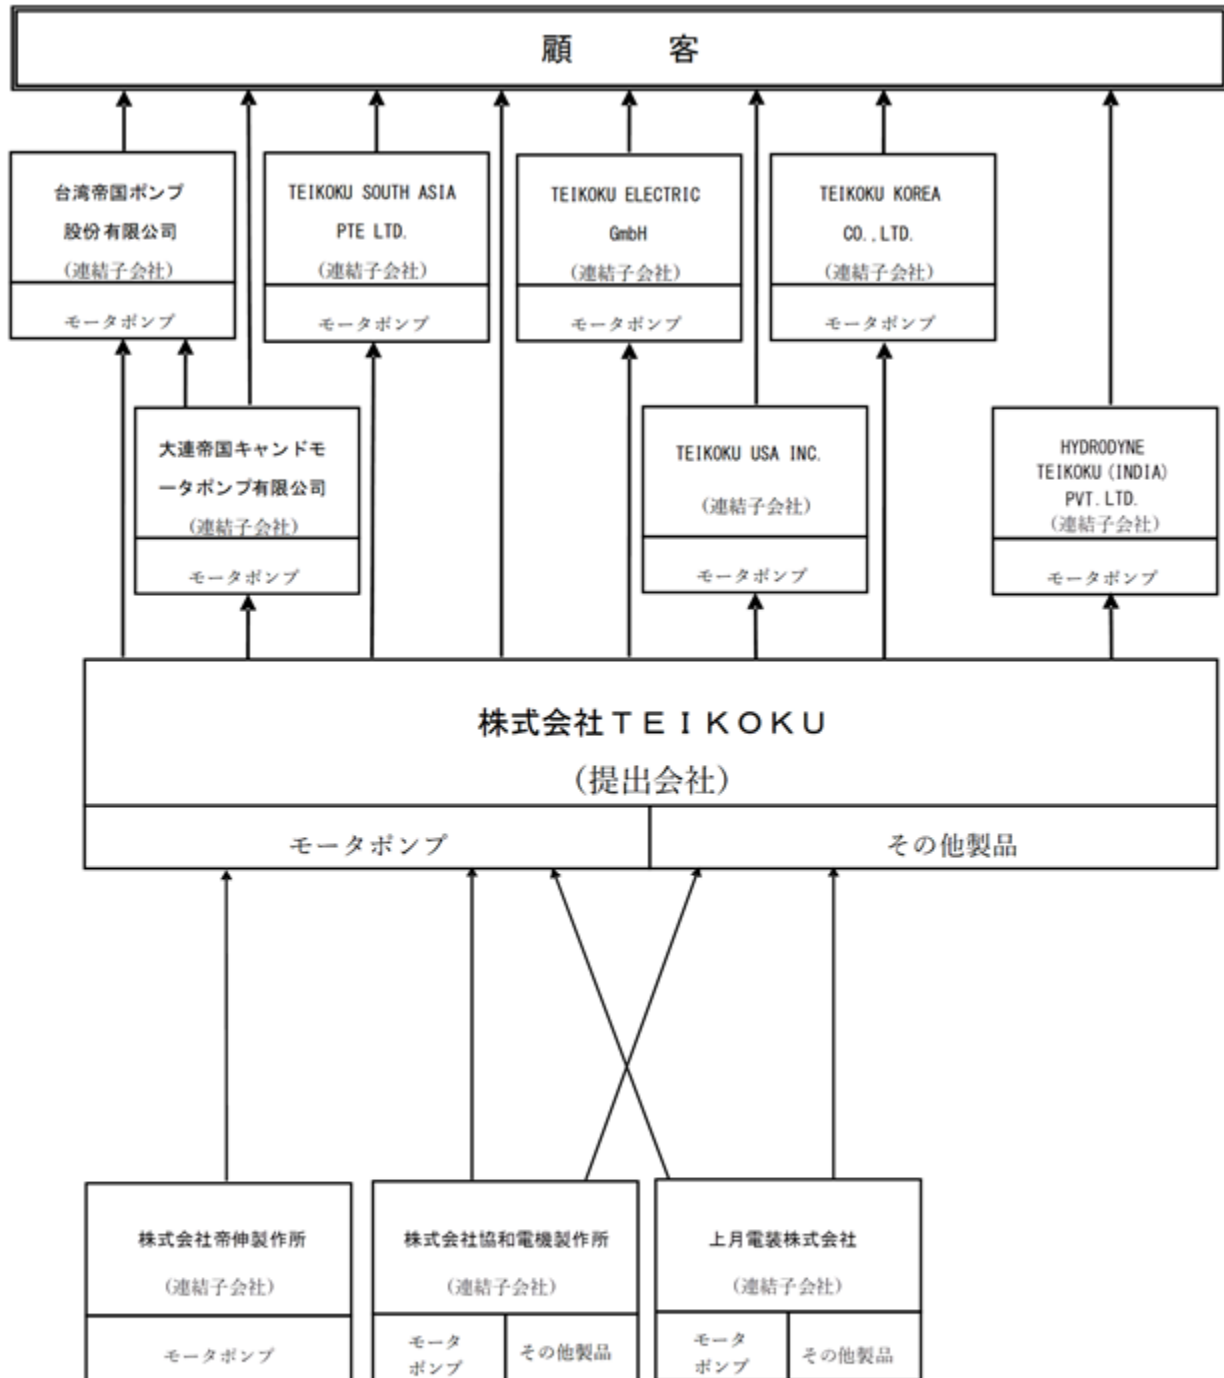 顧　客
台湾帝国ポンプ
股份有限公司
(連結子会社)
モータポンプ
TEIKOKU SOUTH ASIA
PTE LTD.
(連結子会社)
モータポンプ
TEIKOKU ELECTRIC
GmbH
(連結子会社)
モータポンプ
TEIKOKU KOREA
CO.,LTD.
(連結子会社)
モータポンプ
大連帝国キャンドモ
ータポンプ有限公司
(連結子会社)
モータポンプ
TEIKOKU USA INC.
(連結子会社)
モータポンプ
HYDRODYNE
TEIKOKU(INDIA)
PVT.LTD.
(連結子会社)
モータポンプ
株式会社ＴＥＩＫＯＫＵ
(提出会社)
モータポンプ
その他製品
株式会社帝伸製作所
(連結子会社)
モータポンプ
株式会社協和電機製作所
(連結子会社)
モータ
ポンプ
その他製品
上月電装株式会社
(連結子会社)
モータ
ポンプ
その他製品